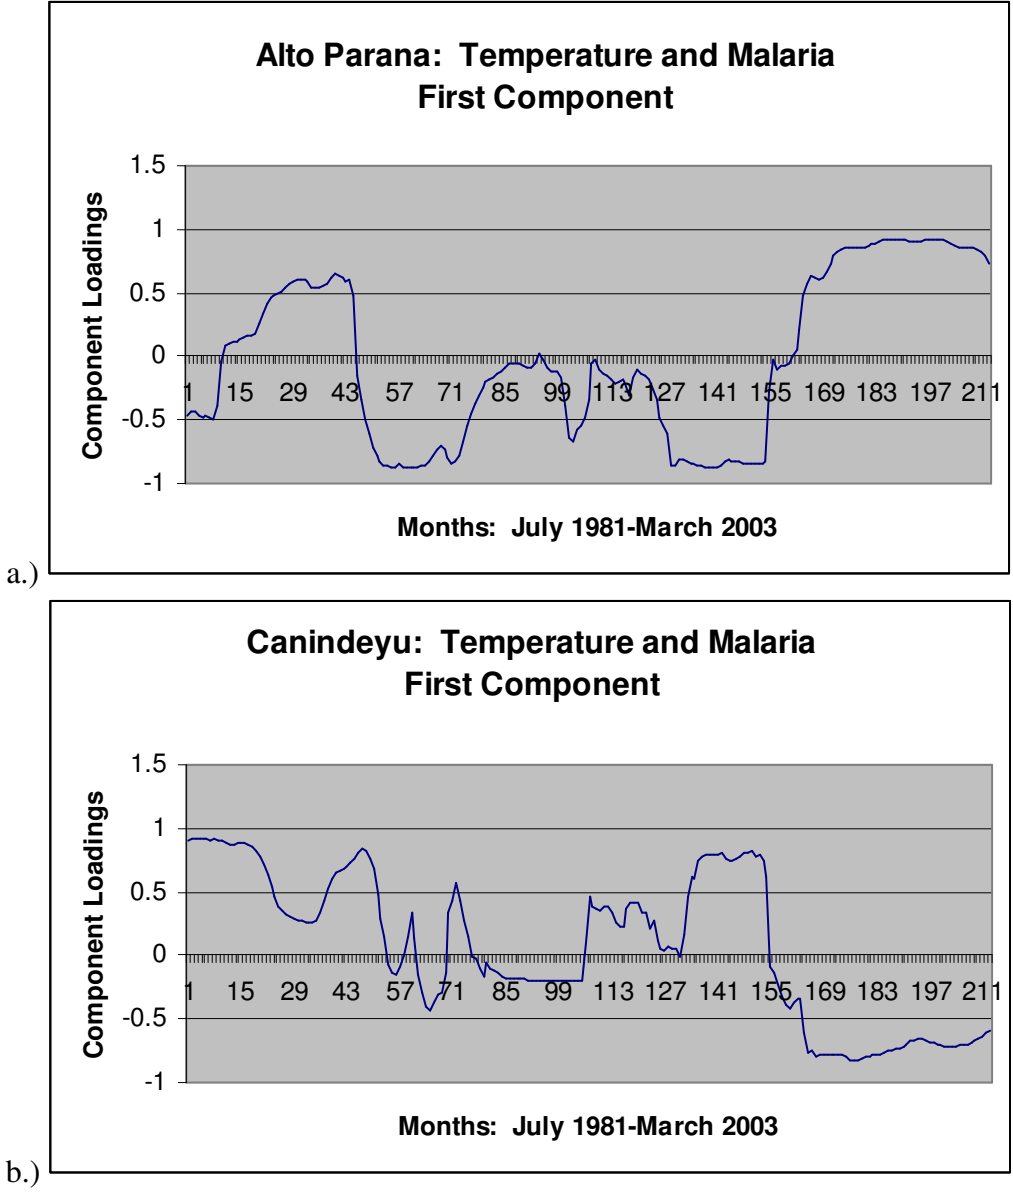 Alto Parana:  Temperature and Malaria
First Component
1.5
1
0.5
0
-0.5
-1
Component Loadings
1 15 29 43 57 71 85 99 113 127 141 155 169 183 197 211
Months:  July 1981-March 2003
a.)
Canindeyu:  Temperature and Malaria
First Component
1.5
1
0.5
0
-0.5
-1
Component Loadings
1 15 29 43 57 71 85 99 113 127 141 155 169 183 197 211
Months:  July 1981-March 2003
b.)